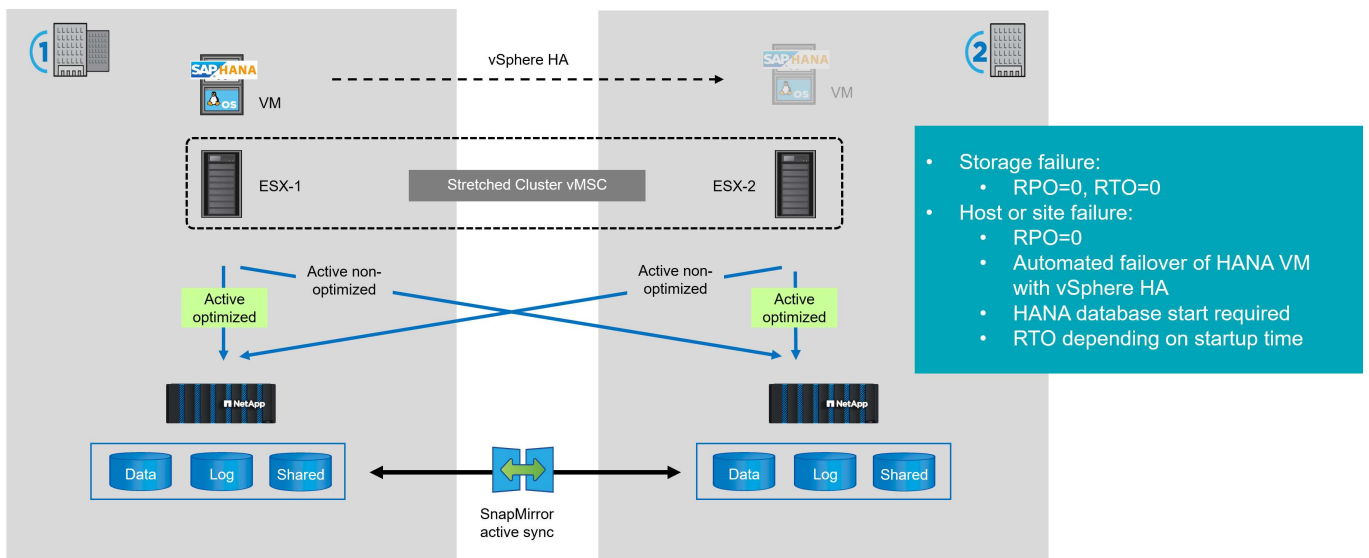 1
SAP HANA
OS
VM
vSphere HA
SAP HANA
OS
VM
2
ESX-1
Stretched Cluster vMSC
ESX-2
Active non-
optimized
Active
optimized
Active non-
optimized
Active
optimized
NetApp
NetApp
Data
Log
Shared
Data
Log
Shared
SnapMirror
active sync
• Storage failure:
• RPO=0, RTO=0
• Host or site failure:
• RPO=0
• Automated failover of HANA VM
with vSphere HA
• HANA database start required
• RTO depending on startup time